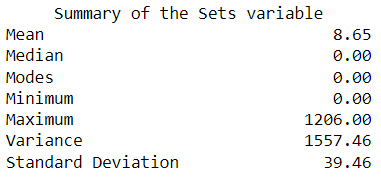 Summary of the Sets variable
Mean 8.65
Median 0.00
Modes 0.00
Minimum 0.00
Maximum 1206.00
Variance 1557.46
Standard Deviation 39.46